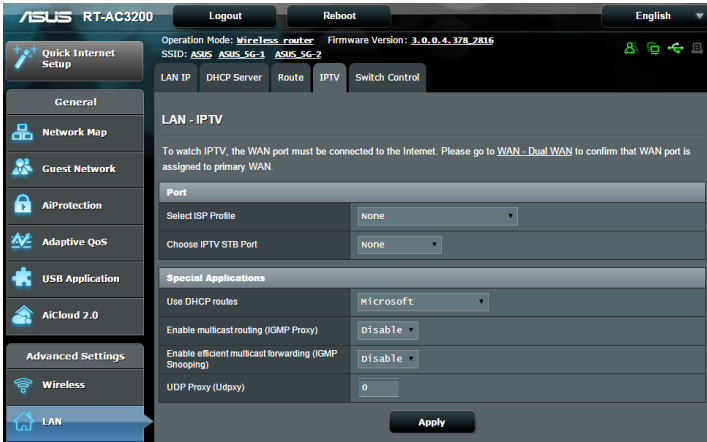 ASUS RT-AC3200 Logout Reboot English
Quick Internet Setup
Operation Mode: Wireless router Firmware Version: 3.0.0.4.378_2816
SSID: ASUS ASUS_5G-1 ASUS_5G-2
LAN IP DHCP Server Route IPTV Switch Control
General
Network Map
Guest Network
AiProtection
Adaptive QoS
USB Application
AiCloud 2.0
Advanced Settings
Wireless
LAN
LAN - IPTV
To watch IPTV, the WAN port must be connected to the Internet. Please go to WAN - Dual WAN to confirm that WAN port is
assigned to primary WAN.
Port
Select ISP Profile None
Choose IPTV STB Port None
Special Applications
Use DHCP routes Microsoft
Enable multicast routing (IGMP Proxy) Disable
Enable efficient multicast forwarding (IGMP
Snooping) Disable
UDP Proxy (Udpxy) 0
Apply